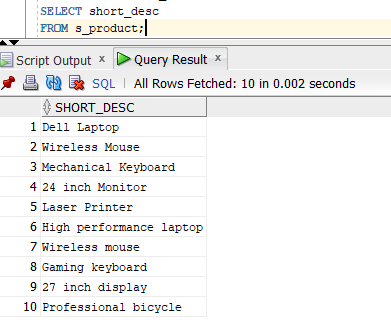 SELECT short_desc
FROM s_product;
Script Output x Query Result x
SQL | All Rows Fetched: 10 in 0.002 seconds
SHORT_DESC
1 Dell Laptop
2 Wireless Mouse
3 Mechanical Keyboard
4 24 inch Monitor
5 Laser Printer
6 High performance laptop
7 Wireless mouse
8 Gaming keyboard
9 27 inch display
10 Professional bicycle